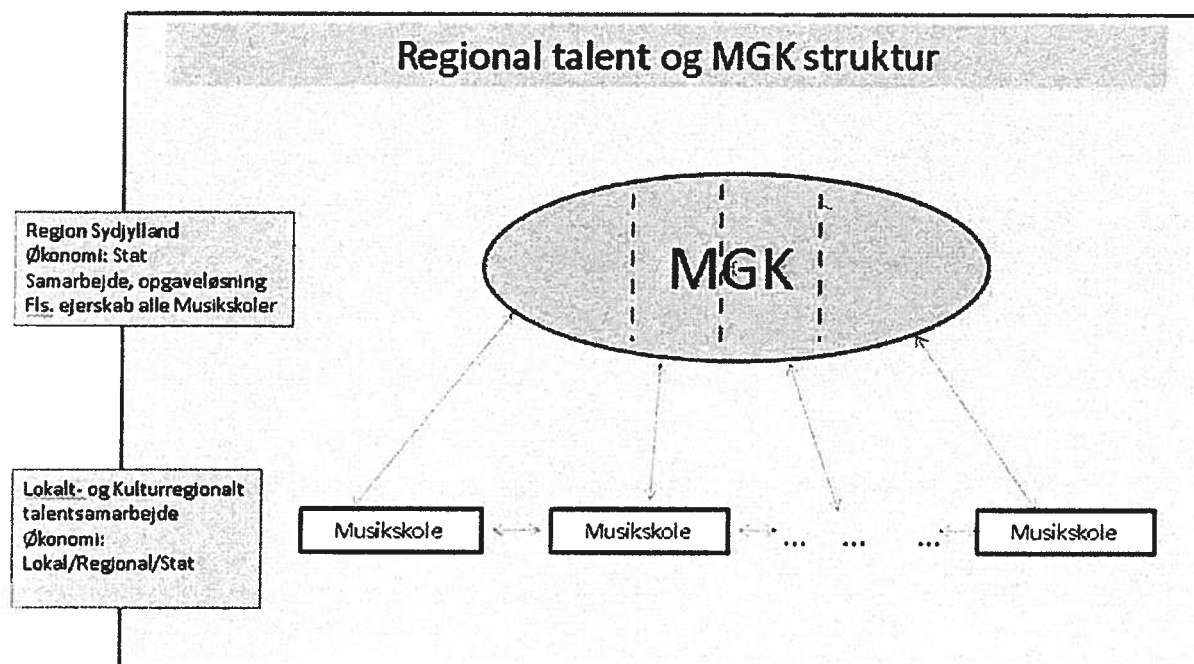 Regional talent og MGK struktur
Region Sydjylland
Økonomi: Stat
Samarbejde, opgaveløsning
Fls. ejerskab alle Musikskoler
MGK
Lokalt- og Kulturregionalt
talentsamarbejde
Økonomi:
Lokal/Regional/Stat
Musikskole
Musikskole
... ... ...
Musikskole